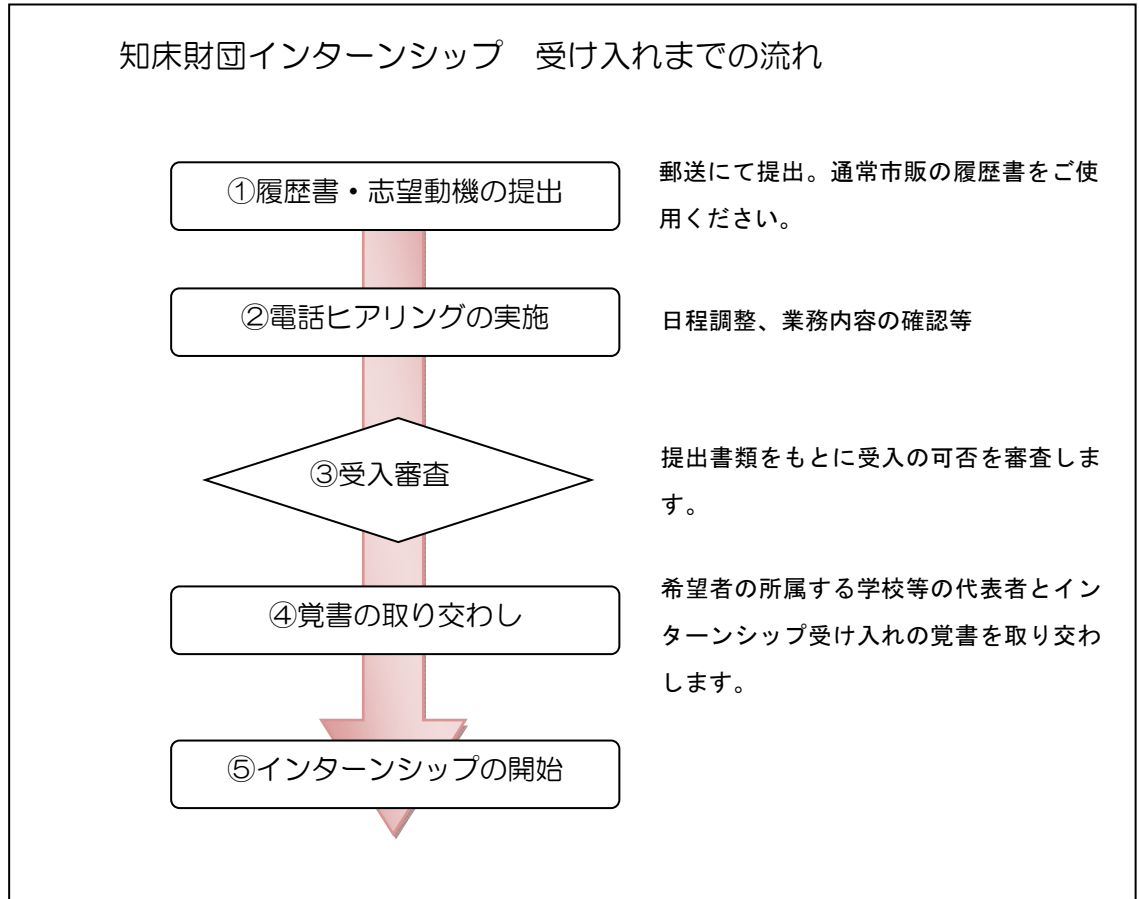 知床財団インターンシップ　受け入れまでの流れ
①履歴書・志望動機の提出
郵送にて提出。通常市販の履歴書をご使
用ください。
②電話ヒアリングの実施
日程調整、業務内容の確認等
③受入審査
提出書類をもとに受入の可否を審査しま
す。
④覚書の取り交わし
希望者の所属する学校等の代表者とイン
ターンシップ受け入れの覚書を取り交わ
します。
⑤インターンシップの開始